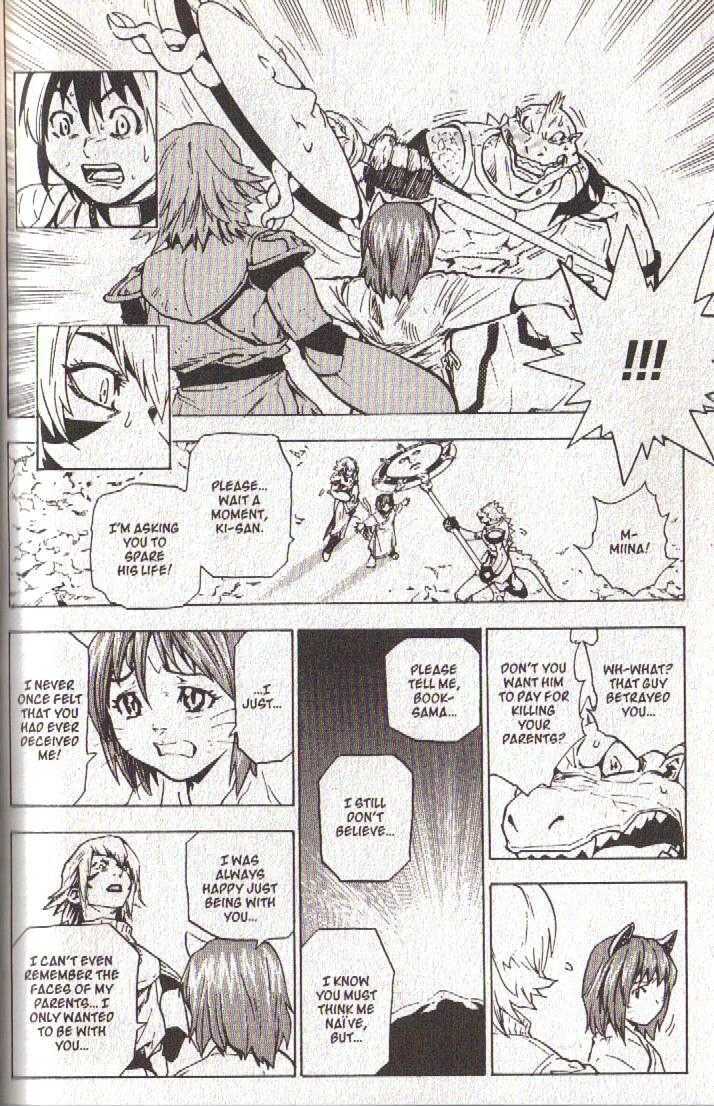 !!!
M-
MIINA!
PLEASE...
WAIT A
MOMENT,
KI-SAN.
I'M ASKING
YOU TO
SPARE
HIS LIFE!
WH-WHAT?
THAT GUY
BETRAYED
YOU...
DON'T YOU
WANT HIM
TO PAY FOR
KILLING
YOUR
PARENTS?
PLEASE
TELL ME,
BOOK-
SAMA...
I STILL
DON'T
BELIEVE...
I KNOW
YOU MUST
THINK ME
NAÏVE,
BUT...
...I
JUST...
I NEVER
ONCE FELT
THAT YOU
HAD EVER
DECEIVED
ME!
I WAS
ALWAYS
HAPPY JUST
BEING WITH
YOU...
I CAN'T EVEN
REMEMBER THE
FACES OF MY
PARENTS... I
ONLY WANTED
TO BE WITH
YOU...